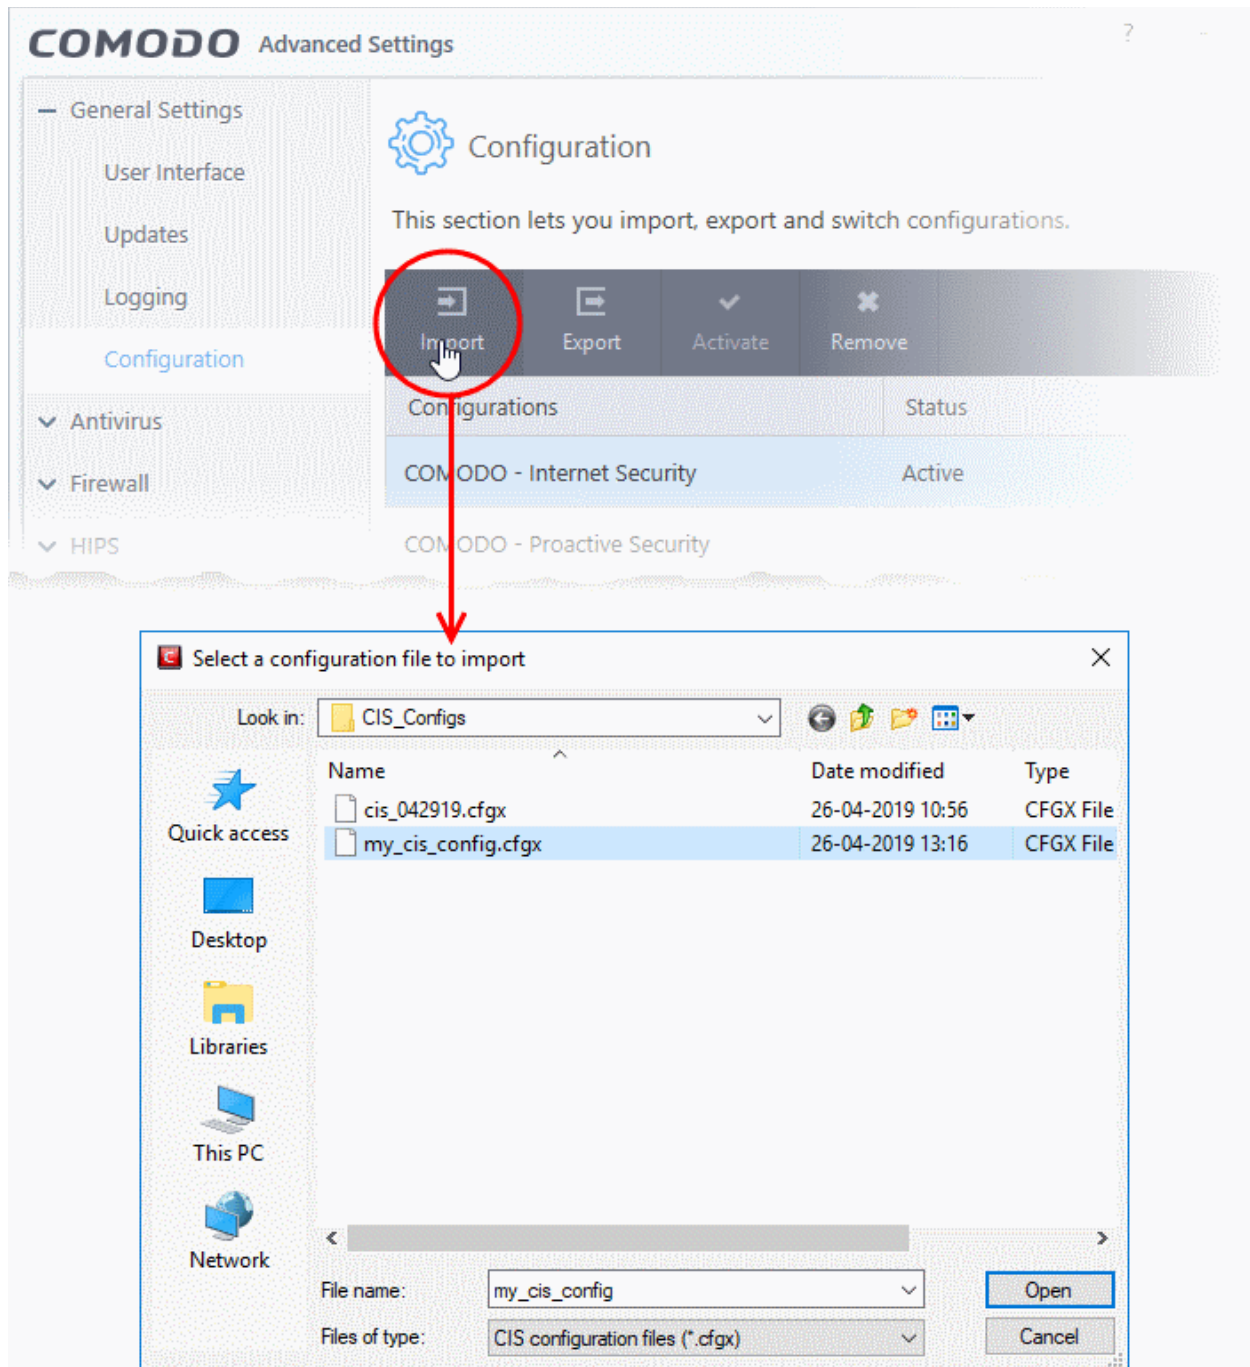 COMODO Advanced Settings ?
General Settings
User Interface
Updates
Logging
Configuration
Antivirus
Firewall
HIPS
Configuration
This section lets you import, export and switch configurations.
Import Export Activate Remove
Configurations Status
COMODO - Internet Security Active
COMODO - Proactive Security
Select a configuration file to import
Look in: CIS_Configs
Quick access
Desktop
Libraries
This PC
Network
Name Date modified Type
cis_042919.cfgx 26-04-2019 10:56 CFGX File
my_cis_config.cfgx 26-04-2019 13:16 CFGX File
File name: my_cis_config Open
Files of type: CIS configuration files (*.cfgx) Cancel